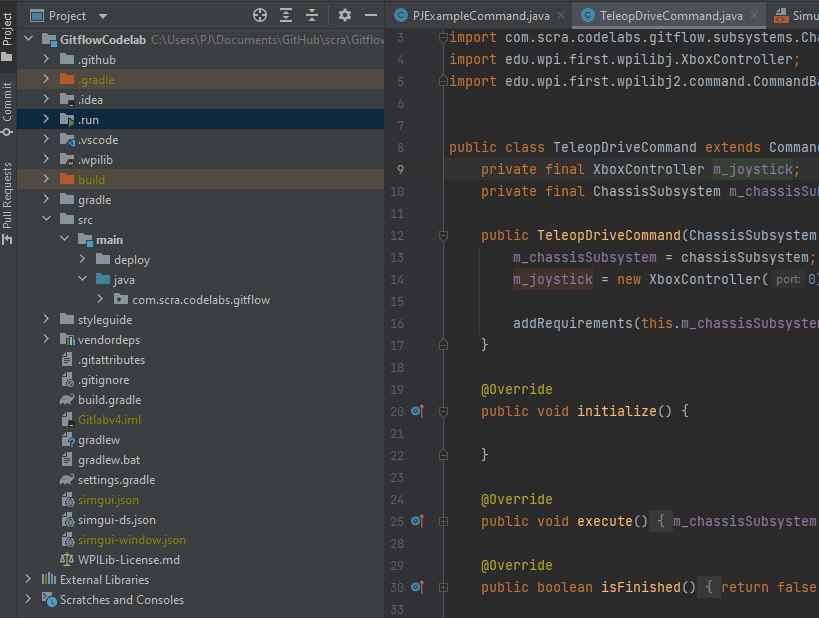 Project
Commit
Pull Requests
Project
GitflowCodelab C:\Users\PJ\Documents\GitHub\scra\Gitflow
.github
.gradle
.idea
.run
.vscode
.wpilib
build
gradle
src
main
deploy
java
com.scra.codelabs.gitflow
styleguide
vendordeps
.gitattributes
.gitignore
build.gradle
Gitlabv4.iml
gradlew
gradlew.bat
settings.gradle
simgui.json
simgui-ds.json
simgui-window.json
WPILib-License.md
External Libraries
Scratches and Consoles
PJExampleCommand.java TeleopDriveCommand.java Simu
3 import com.scra.codelabs.gitflow.subsystems.Cha
4 import edu.wpi.first.wpilibj.XboxController;
5 import edu.wpi.first.wpilibj2.command.CommandBa
6
7
8 public class TeleopDriveCommand extends Comman
9 private final XboxController m_joystick;
10 private final ChassisSubsystem m_chassisSub
11
12 public TeleopDriveCommand(ChassisSubsystem
13 m_chassisSubsystem = chassisSubsystem;
14 m_joystick = new XboxController( port: 0)
15
16 addRequirements(this.m_chassisSubsystem
17 }
18
19 @Override
20 public void initialize() {
21
22 }
23
24 @Override
25 public void execute() { m_chassisSubsystem
28
29 @Override
30 public boolean isFinished() { return false
33